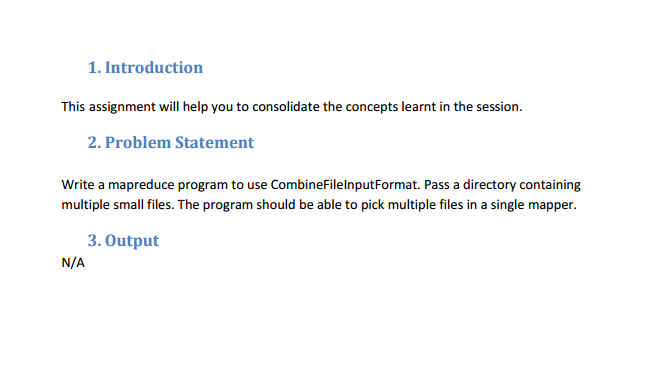 1. Introduction
This assignment will help you to consolidate the concepts learnt in the session.
2. Problem Statement
Write a mapreduce program to use CombineFileInputFormat. Pass a directory containing
multiple small files. The program should be able to pick multiple files in a single mapper.
3. Output
N/A